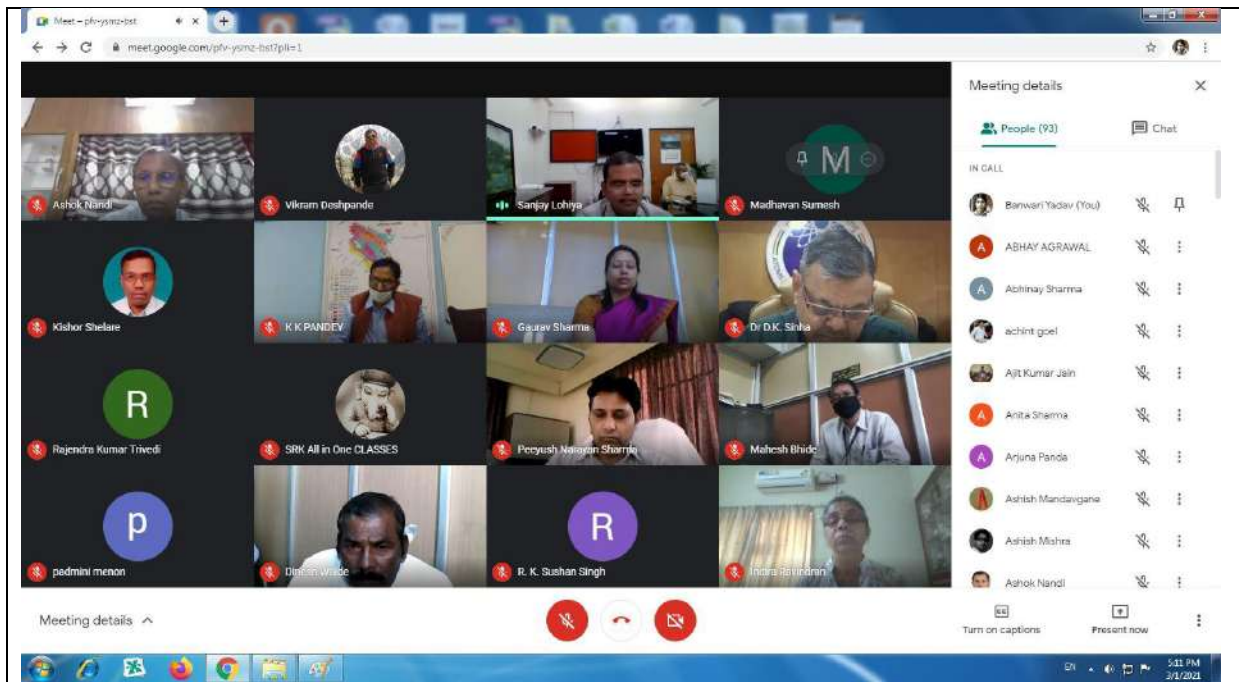 Meet – pfv-ysmz-bst
meet.google.com/pfv-ysmz-bst?pli=1
Ashok Nandi
Vikram Deshpande
Sanjay Lohiya
M
Madhavan Sumesh
Kishor Shelare
K K PANDEY
Gaurav Sharma
Dr D.K. Sinha
R
Rajendra Kumar Trivedi
SRK All in One CLASSES
Peeyush Narayan Sharma
Mahesh Bhide
p
padmini menon
R
R. K. Sushan Singh
Indira Ravindran
Meeting details
People (93)
Chat
IN CALL
Banwari Yadav (You)
A ABHAY AGRAWAL
A Abhinay Sharma
achint goel
Ajit Kumar Jain
A Anita Sharma
A Arjuna Panda
Ashish Mandavgane
Ashish Mishra
Ashok Nandi
Meeting details
Turn on captions
Present now
EN
5:11 PM
3/1/2021